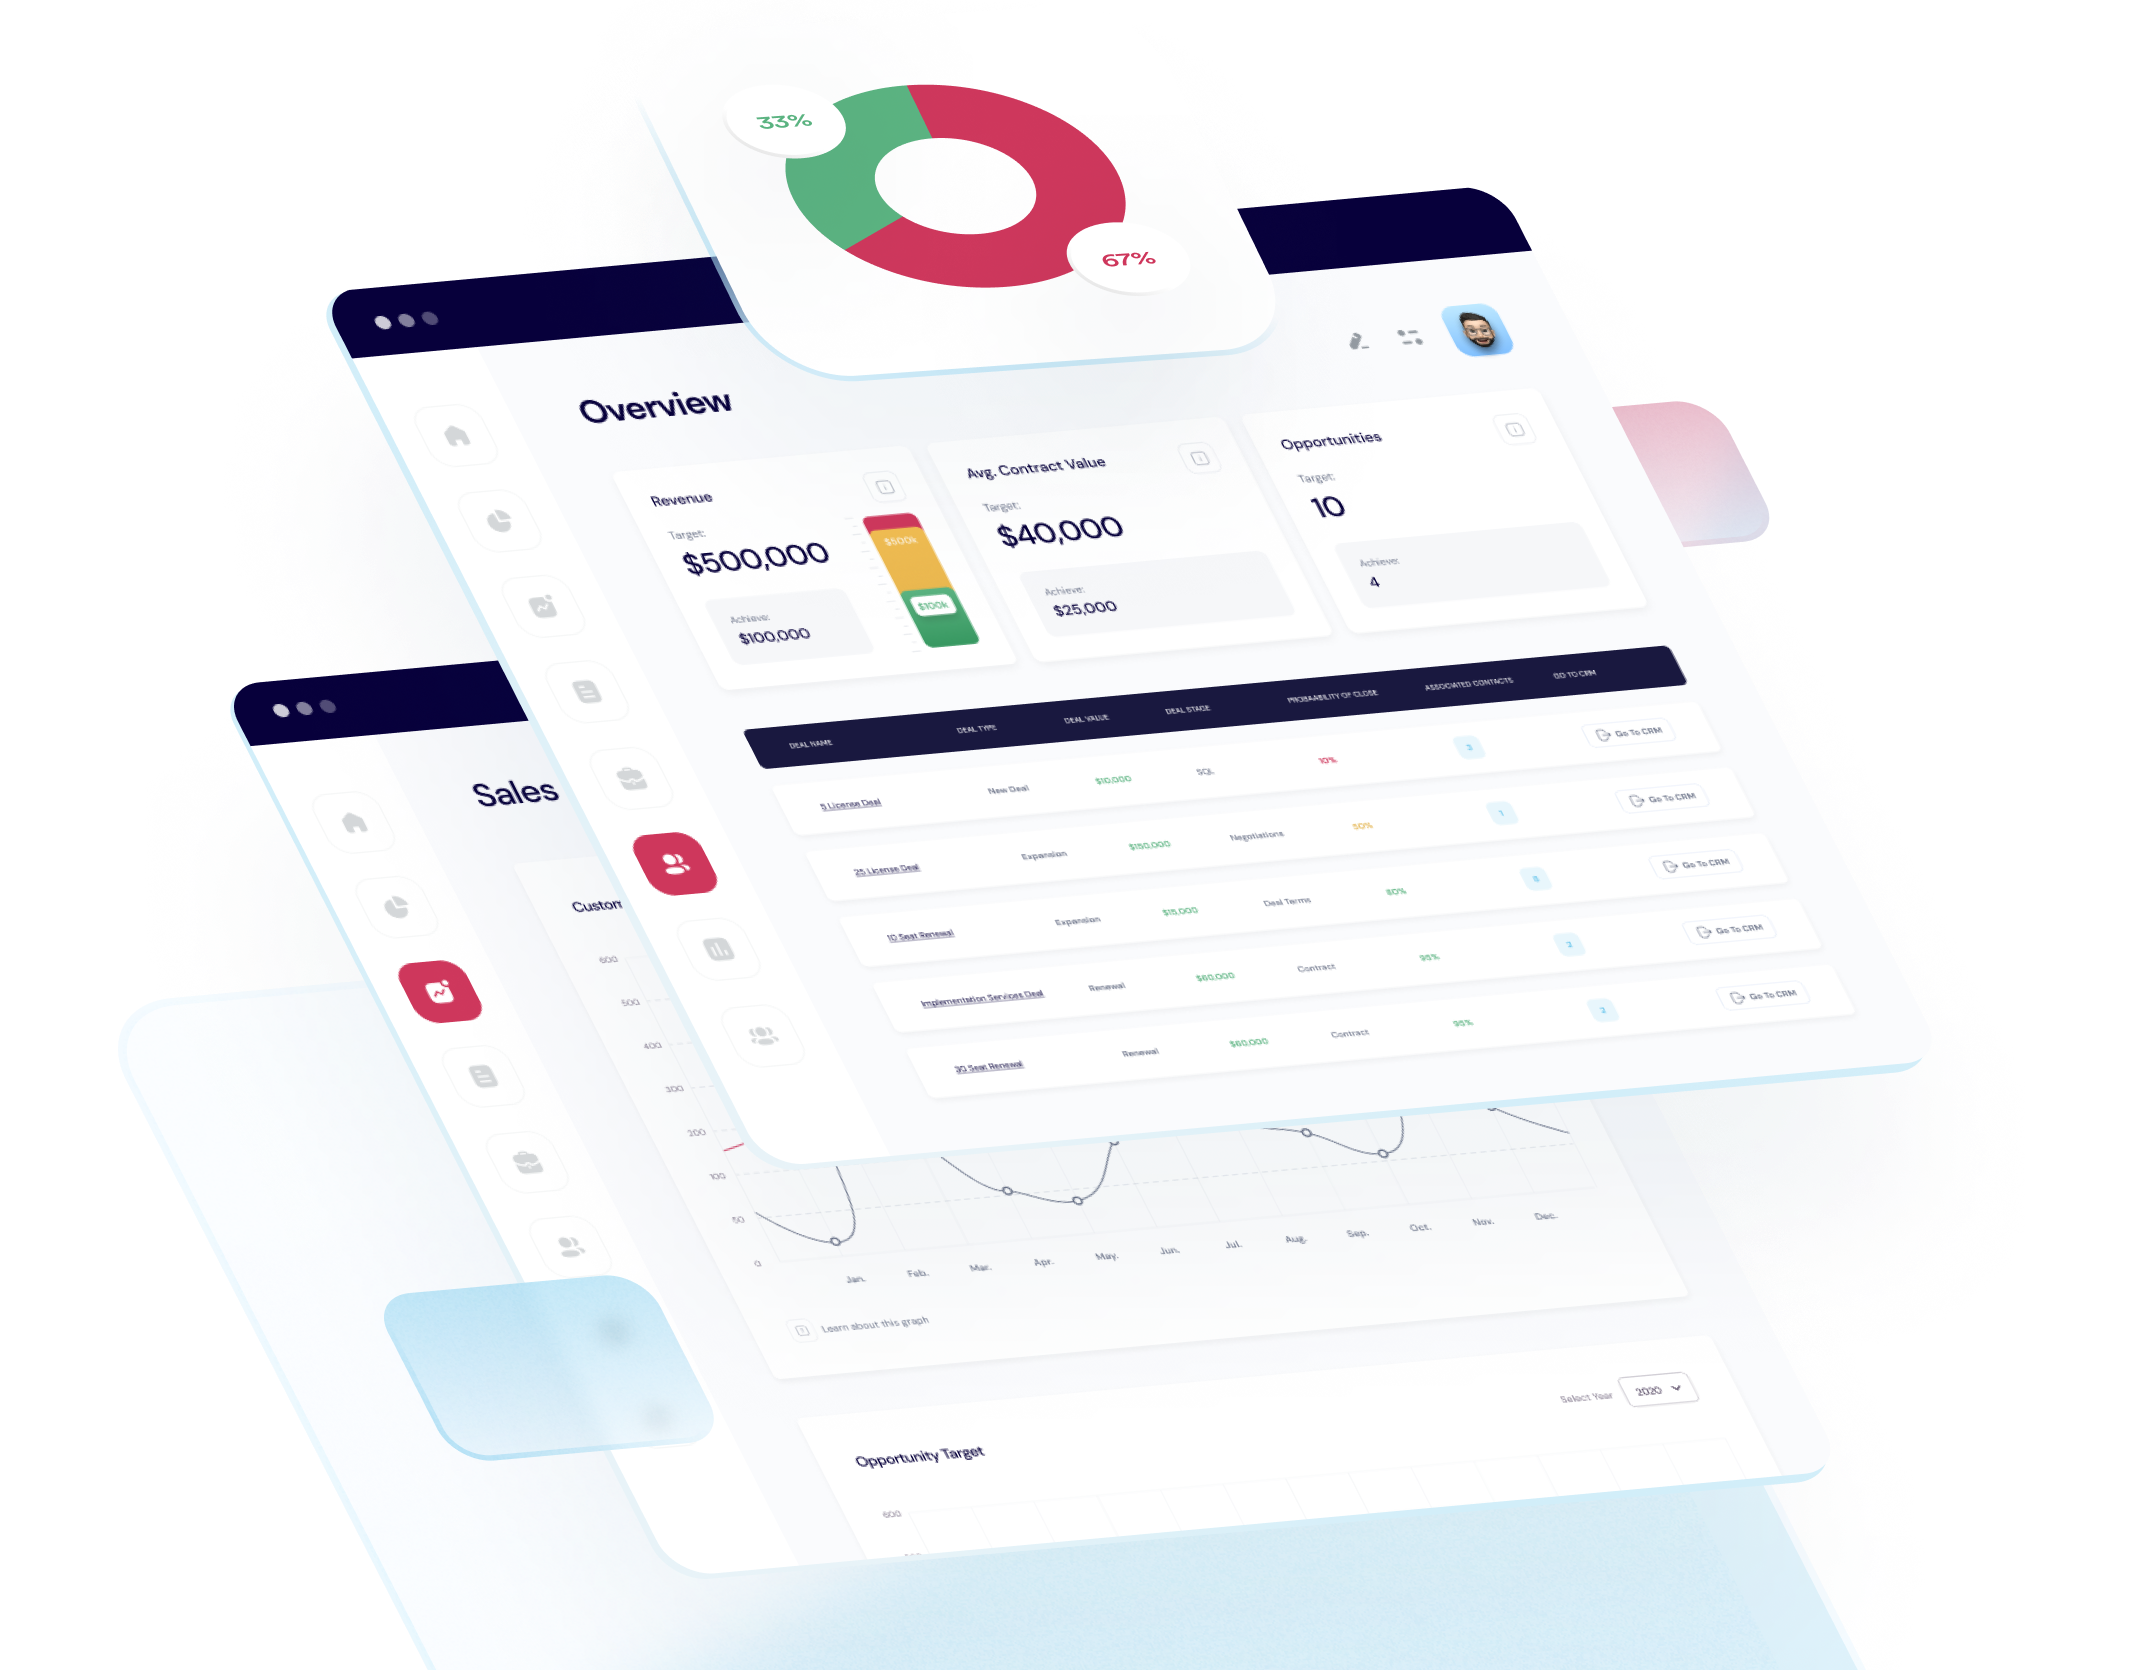 33%
67%
Overview
Revenue
Target:
$500,000
Achieve:
$100,000
$500k
$100k
Avg. Contract Value
Target:
$40,000
Achieve:
$25,000
Opportunities
Target:
10
Achieve:
4
DEAL NAME DEAL TYPE DEAL VALUE DEAL STAGE PROBAABILITY OF CLOSE ASSOCIATED CONTACTS GO TO CRM
5 License Deal New Deal $10,000 SQL 10% 3 Go To CRM
25 License Deal Expansion $150,000 Negotiations 50% 1 Go To CRM
10 Seat Renewal Expansion $15,000 Deal Terms 80% 5 Go To CRM
Implementation Services Deal Renewal $60,000 Contract 95% 2 Go To CRM
30 Seat Renewal Renewal $60,000 Contract 95% 2 Go To CRM
Sales
Custom
600
500
400
300
200
100
50
0
Jan. Feb. Mar. Apr. May. Jun. Jul. Aug. Sep. Oct. Nov. Dec.
Learn about this graph
Opportunity Target
Select Year 2020
600